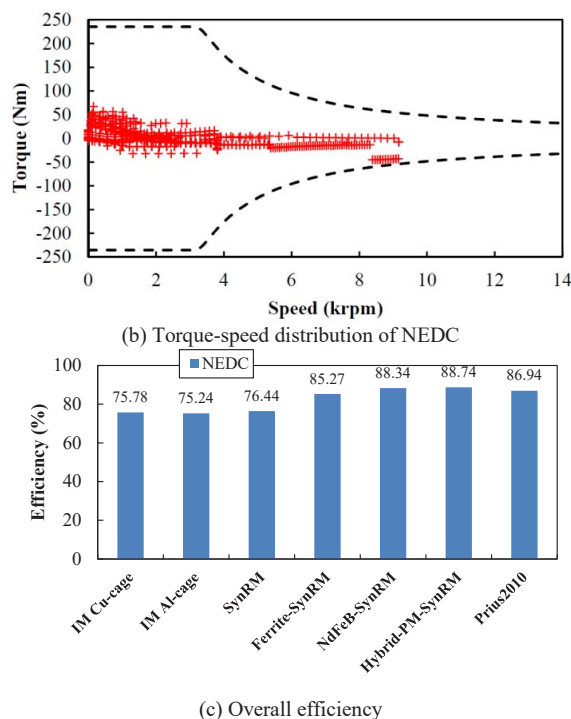 250
200
150
100
50
0
-50
-100
-150
-200
-250
Torque (Nm)
0 2 4 6 8 10 12 14
Speed (krpm)
(b) Torque-speed distribution of NEDC
NEDC
100
80
60
40
20
0
Efficiency (%)
75.78 75.24 76.44 85.27 88.34 88.74 86.94
IM Cu-cage
IM Al-cage
SynRM
Ferrite-SynRM
NdFeB-SynRM
Hybrid-PM-SynRM
Prius2010
(c) Overall efficiency